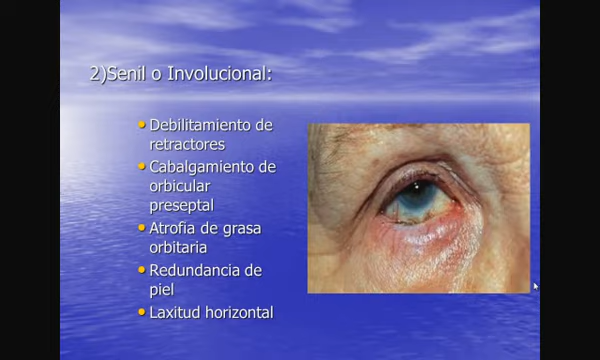 2)Senil o Involucional:
Debilitamiento de
retractores
Cabalgamiento de
orbicular
preseptal
Atrofia de grasa
orbitaria
Redundancia de
piel
Laxitud horizontal